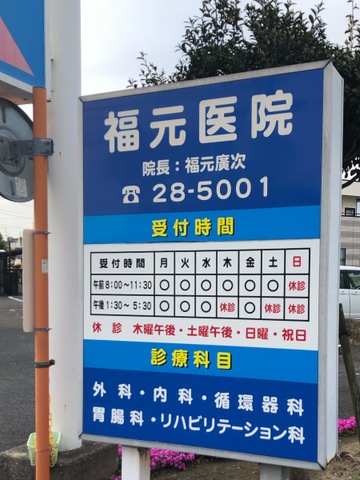 福元医院
院長：福元廣次
☎ 28-5001
受付時間
受付時間 月 火 水 木 金 土 日
午前 8:00～11:30 ○ ○ ○ ○ ○ ○ 休診
午後 1:30～5:30 ○ ○ ○ 休診 ○ 休診 休診
休診 木曜午後・土曜午後・日曜・祝日
診療科目
外科・内科・循環器科
胃腸科・リハビリテーション科